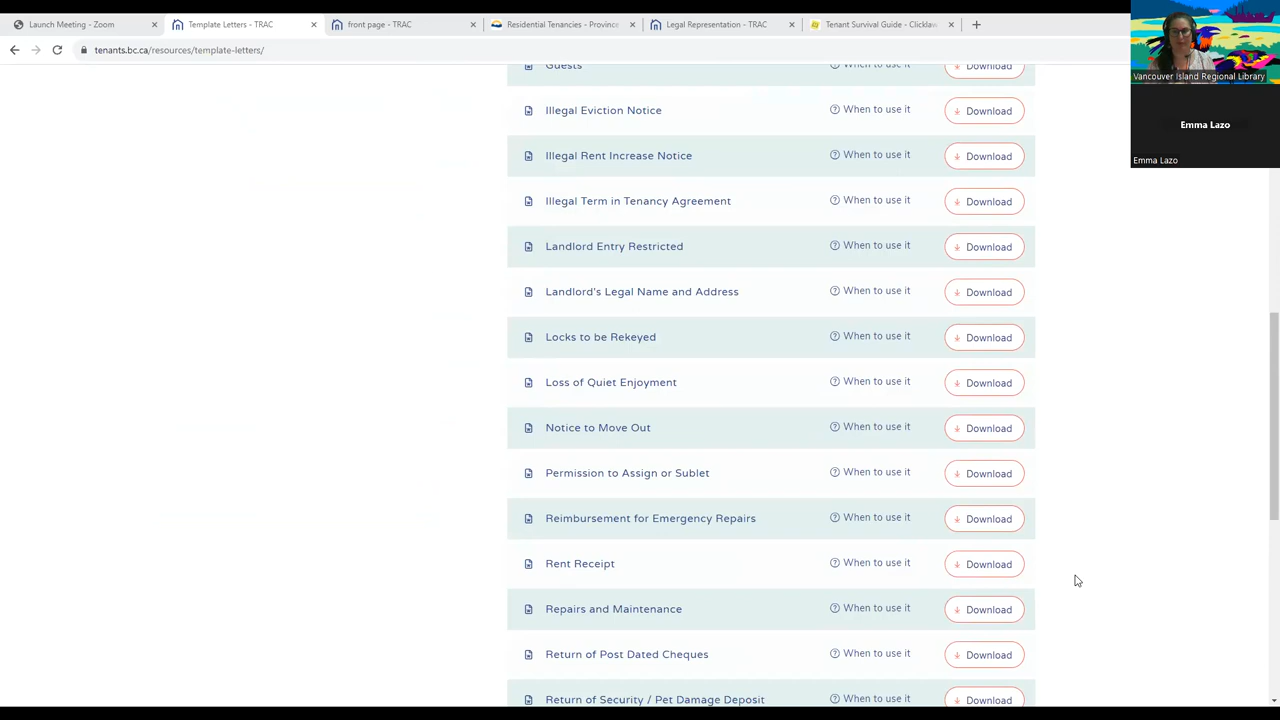 Launch Meeting - Zoom
Template Letters - TRAC
front page - TRAC
Residential Tenancies - Province
Legal Representation - TRAC
Tenant Survival Guide - Clicklaw
tenants.bc.ca/resources/template-letters/
Vancouver Island Regional Library
Emma Lazo
Emma Lazo
Guests When to use it Download
Illegal Eviction Notice When to use it Download
Illegal Rent Increase Notice When to use it Download
Illegal Term in Tenancy Agreement When to use it Download
Landlord Entry Restricted When to use it Download
Landlord's Legal Name and Address When to use it Download
Locks to be Rekeyed When to use it Download
Loss of Quiet Enjoyment When to use it Download
Notice to Move Out When to use it Download
Permission to Assign or Sublet When to use it Download
Reimbursement for Emergency Repairs When to use it Download
Rent Receipt When to use it Download
Repairs and Maintenance When to use it Download
Return of Post Dated Cheques When to use it Download
Return of Security / Pet Damage Deposit When to use it Download